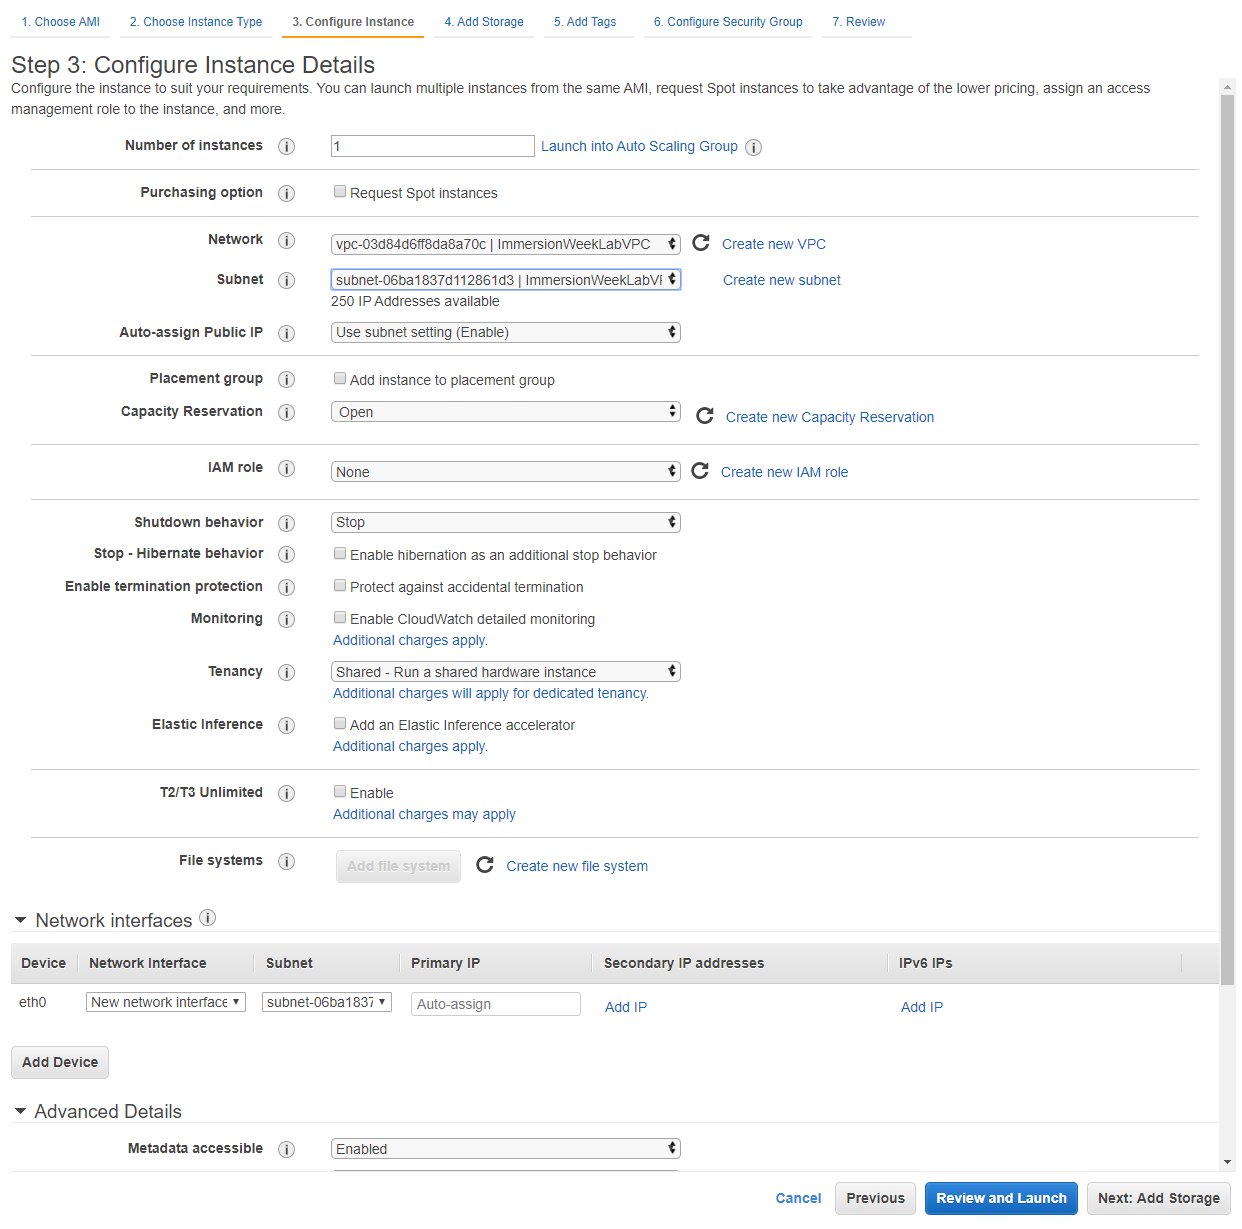 1. Choose AMI 2. Choose Instance Type 3. Configure Instance 4. Add Storage 5. Add Tags 6. Configure Security Group 7. Review
Step 3: Configure Instance Details
Configure the instance to suit your requirements. You can launch multiple instances from the same AMI, request Spot instances to take advantage of the lower pricing, assign an access
management role to the instance, and more.
Number of instances 1 Launch into Auto Scaling Group
Purchasing option Request Spot instances
Network vpc-03d84d6ff8da8a70c | ImmersionWeekLabVPC Create new VPC
Subnet subnet-06ba1837d112861d3 | ImmersionWeekLabVF Create new subnet
250 IP Addresses available
Auto-assign Public IP Use subnet setting (Enable)
Placement group Add instance to placement group
Capacity Reservation Open Create new Capacity Reservation
IAM role None Create new IAM role
Shutdown behavior Stop
Stop - Hibernate behavior Enable hibernation as an additional stop behavior
Enable termination protection Protect against accidental termination
Monitoring Enable CloudWatch detailed monitoring
Additional charges apply.
Tenancy Shared - Run a shared hardware instance
Additional charges will apply for dedicated tenancy.
Elastic Inference Add an Elastic Inference accelerator
Additional charges apply.
T2/T3 Unlimited Enable
Additional charges may apply
File systems Add file system Create new file system
Network interfaces
Device Network Interface Subnet Primary IP Secondary IP addresses IPv6 IPs
eth0 New network interface subnet-06ba1837 Auto-assign Add IP Add IP
Add Device
Advanced Details
Metadata accessible Enabled
Cancel Previous Review and Launch Next: Add Storage